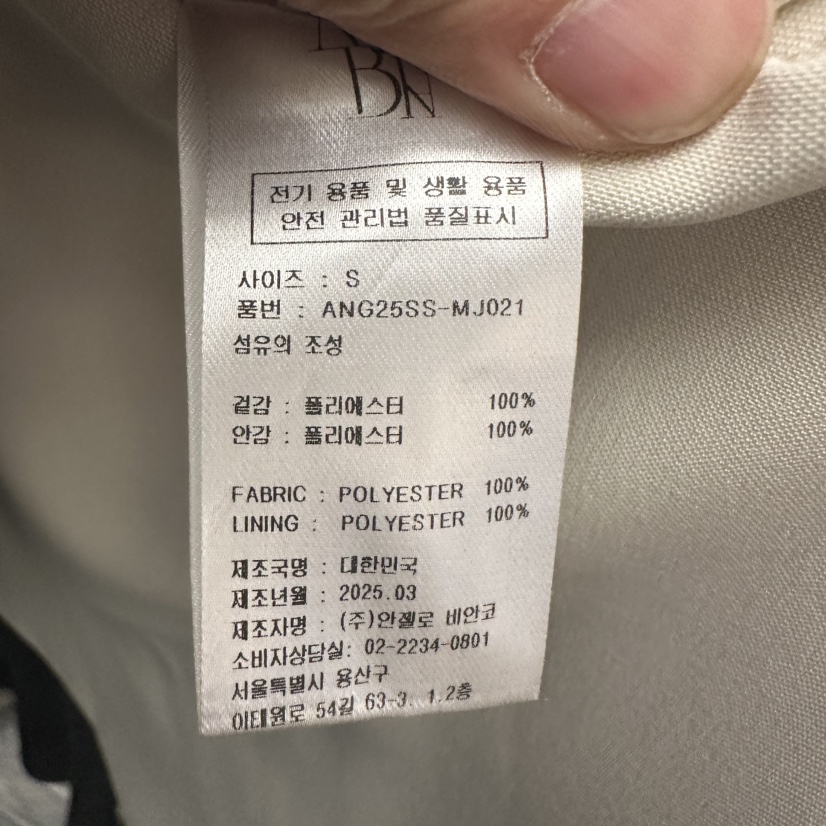 BN
전기 용품 및 생활 용품
안전 관리법 품질표시
사이즈 : S
품번 : ANG25SS-MJ021
섬유의 조성
겉감 : 폴리에스터 100%
안감 : 폴리에스터 100%
FABRIC : POLYESTER 100%
LINING : POLYESTER 100%
제조국명 : 대한민국
제조년월 : 2025.03
제조자명 : (주)안젤로 비안코
소비자상담실: 02-2234-0801
서울특별시 용산구
이태원로 54길 63-3. 1.2층